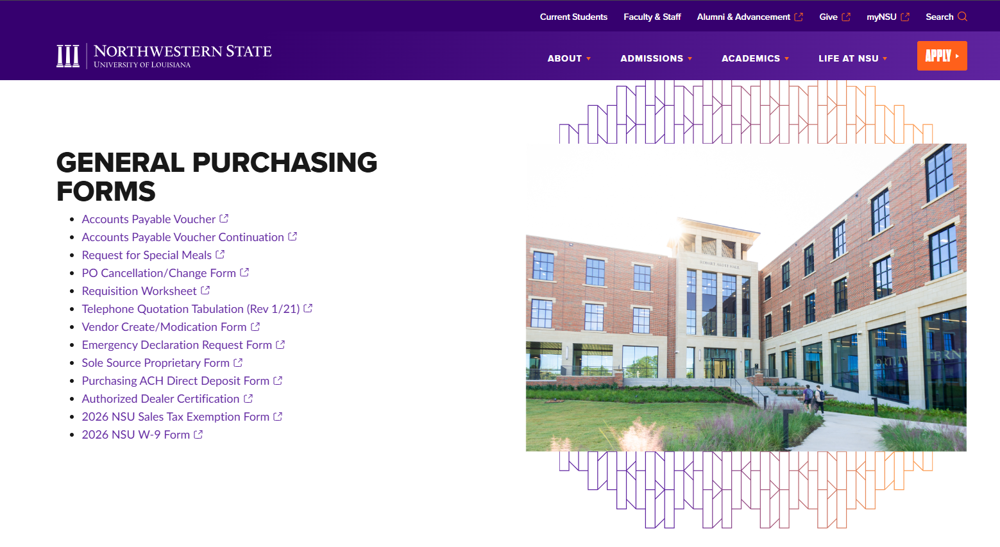 Current Students Faculty & Staff Alumni & Advancement Give myNSU Search
NORTHWESTERN STATE
UNIVERSITY OF LOUISIANA
ABOUT ADMISSIONS ACADEMICS LIFE AT NSU APPLY
GENERAL PURCHASING
FORMS
Accounts Payable Voucher
Accounts Payable Voucher Continuation
Request for Special Meals
PO Cancellation/Change Form
Requisition Worksheet
Telephone Quotation Tabulation (Rev 1/21)
Vendor Create/Modication Form
Emergency Declaration Request Form
Sole Source Proprietary Form
Purchasing ACH Direct Deposit Form
Authorized Dealer Certification
2026 NSU Sales Tax Exemption Form
2026 NSU W-9 Form
ROBERT ALOST HALL